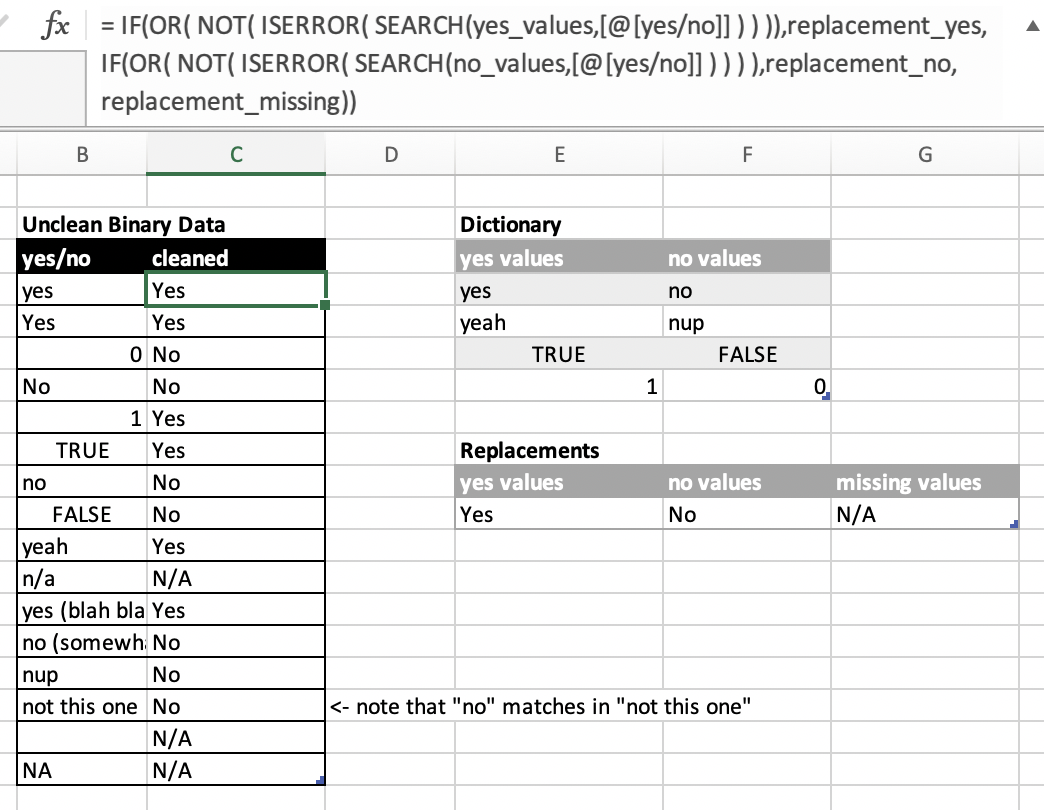 fx = IF(OR( NOT( ISERROR( SEARCH(yes_values,[@[yes/no]] ) ) )),replacement_yes,
IF(OR( NOT( ISERROR( SEARCH(no_values,[@[yes/no]] ) ) ) ),replacement_no,
replacement_missing))
B C D E F G
Unclean Binary Data Dictionary
yes/no cleaned yes values no values
yes Yes yes no
Yes Yes yeah nup
0 No TRUE FALSE
No No 1 0
1 Yes
TRUE Yes Replacements
no No yes values no values missing values
FALSE No Yes No N/A
yeah Yes
n/a N/A
yes (blah bla Yes
no (somewh No
nup No
not this one No <- note that "no" matches in "not this one"
N/A
NA N/A